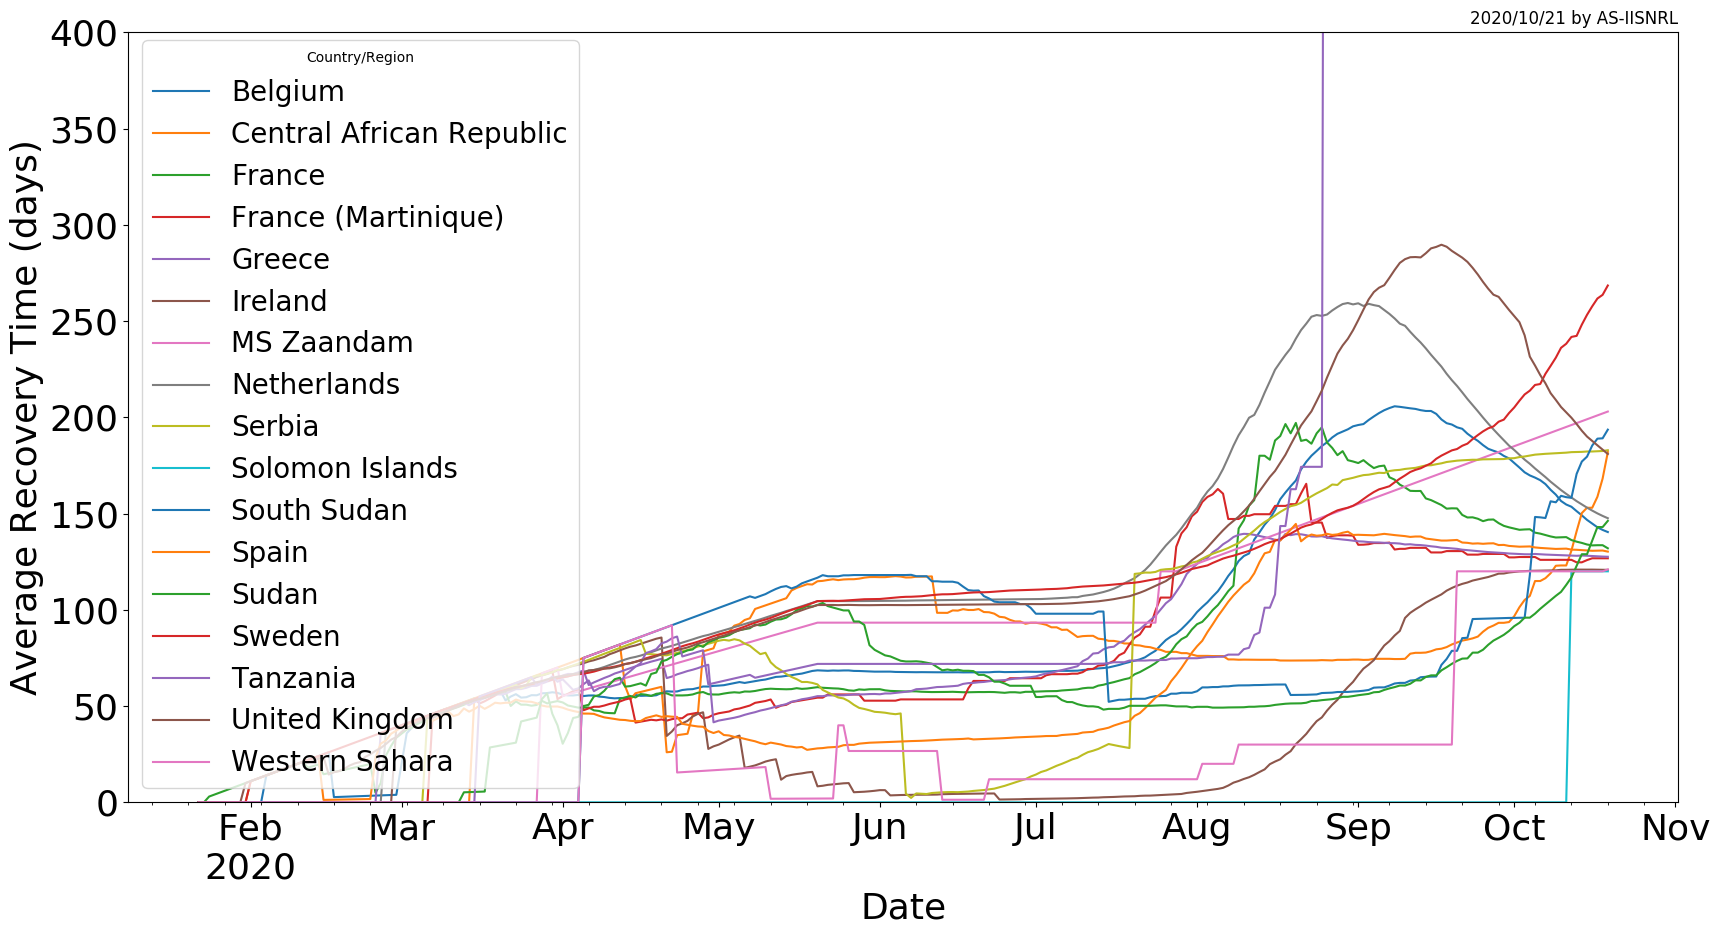 2020/10/21 by AS-IISNRL
400
350
300
250
200
150
100
50
0
Average Recovery Time (days)
Country/Region
Belgium
Central African Republic
France
France (Martinique)
Greece
Ireland
MS Zaandam
Netherlands
Serbia
Solomon Islands
South Sudan
Spain
Sudan
Sweden
Tanzania
United Kingdom
Western Sahara
Feb Mar Apr May Jun Jul Aug Sep Oct Nov
2020
Date